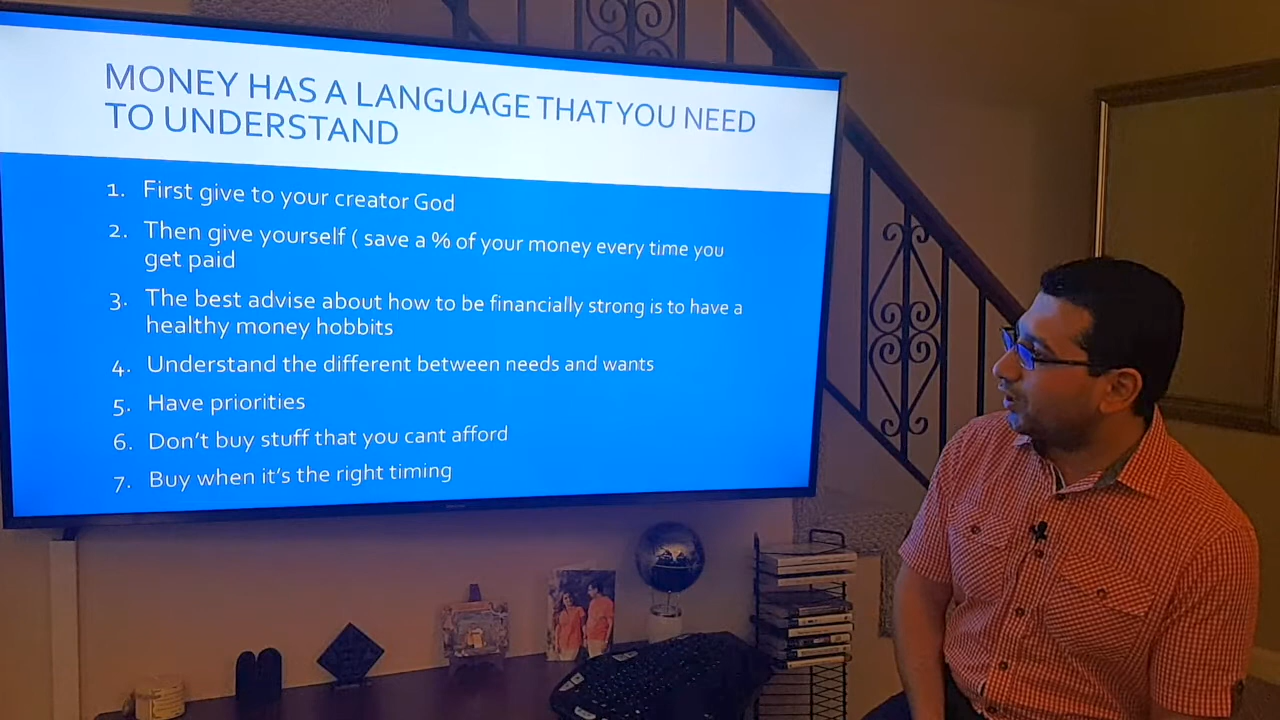 MONEY HAS A LANGUAGE THAT YOU NEED
TO UNDERSTAND
1. First give to your creator God
2. Then give yourself ( save a % of your money every time you
get paid
3. The best advise about how to be financially strong is to have a
healthy money hobbits
4. Understand the different between needs and wants
5. Have priorities
6. Don't buy stuff that you cant afford
7. Buy when it's the right timing